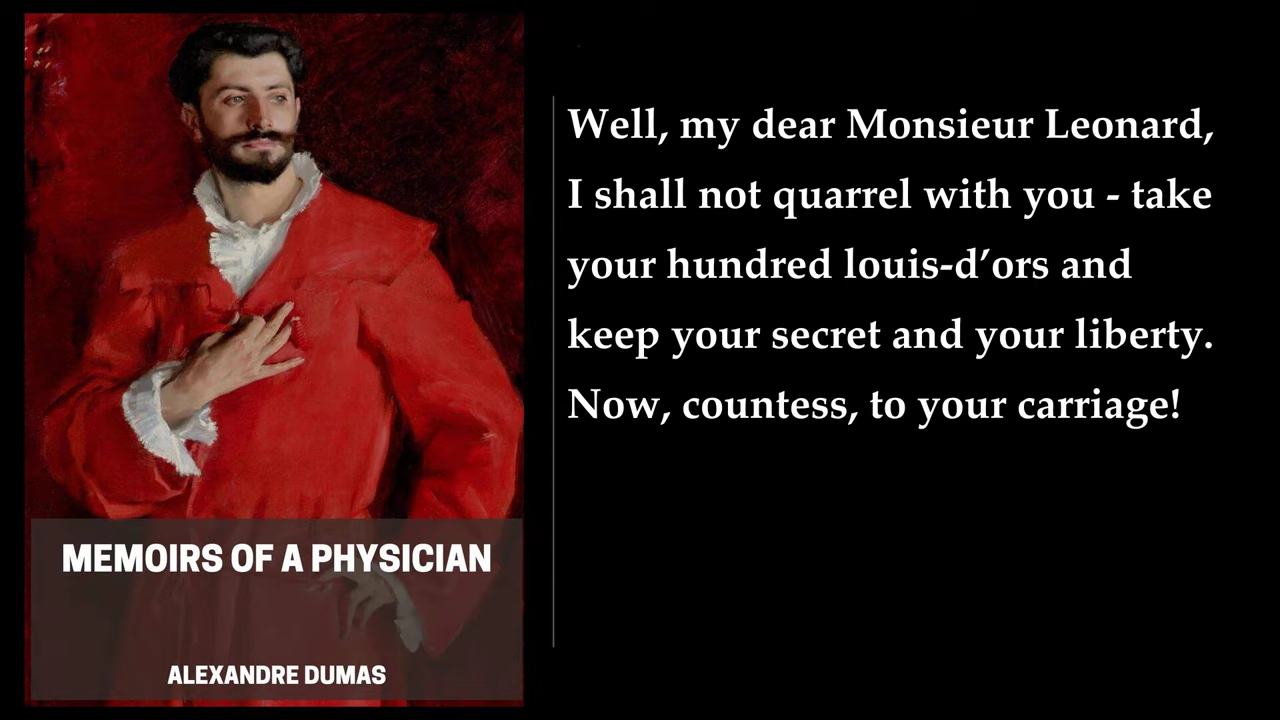 MEMOIRS OF A PHYSICIAN
ALEXANDRE DUMAS
Well, my dear Monsieur Leonard,
I shall not quarrel with you - take
your hundred louis-d’ors and
keep your secret and your liberty.
Now, countess, to your carriage!